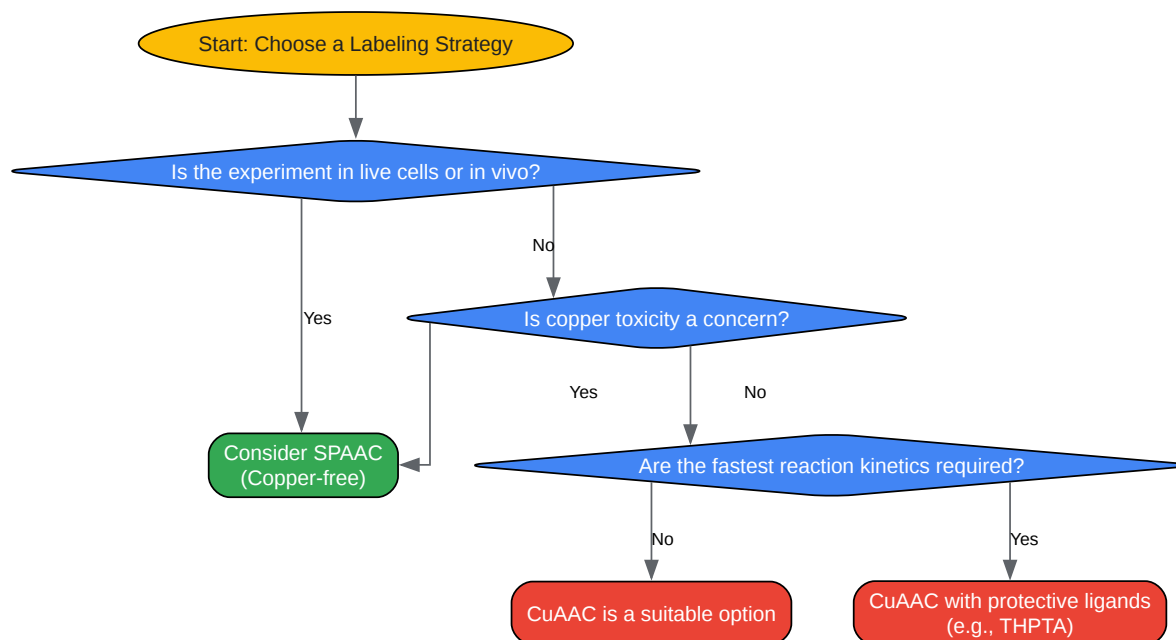 Start: Choose a Labeling Strategy
Is the experiment in live cells or in vivo?
No
Yes
Is copper toxicity a concern?
Yes
No
Consider SPAAC
(Copper-free)
Are the fastest reaction kinetics required?
No
Yes
CuAAC is a suitable option
CuAAC with protective ligands
(e.g., THPTA)